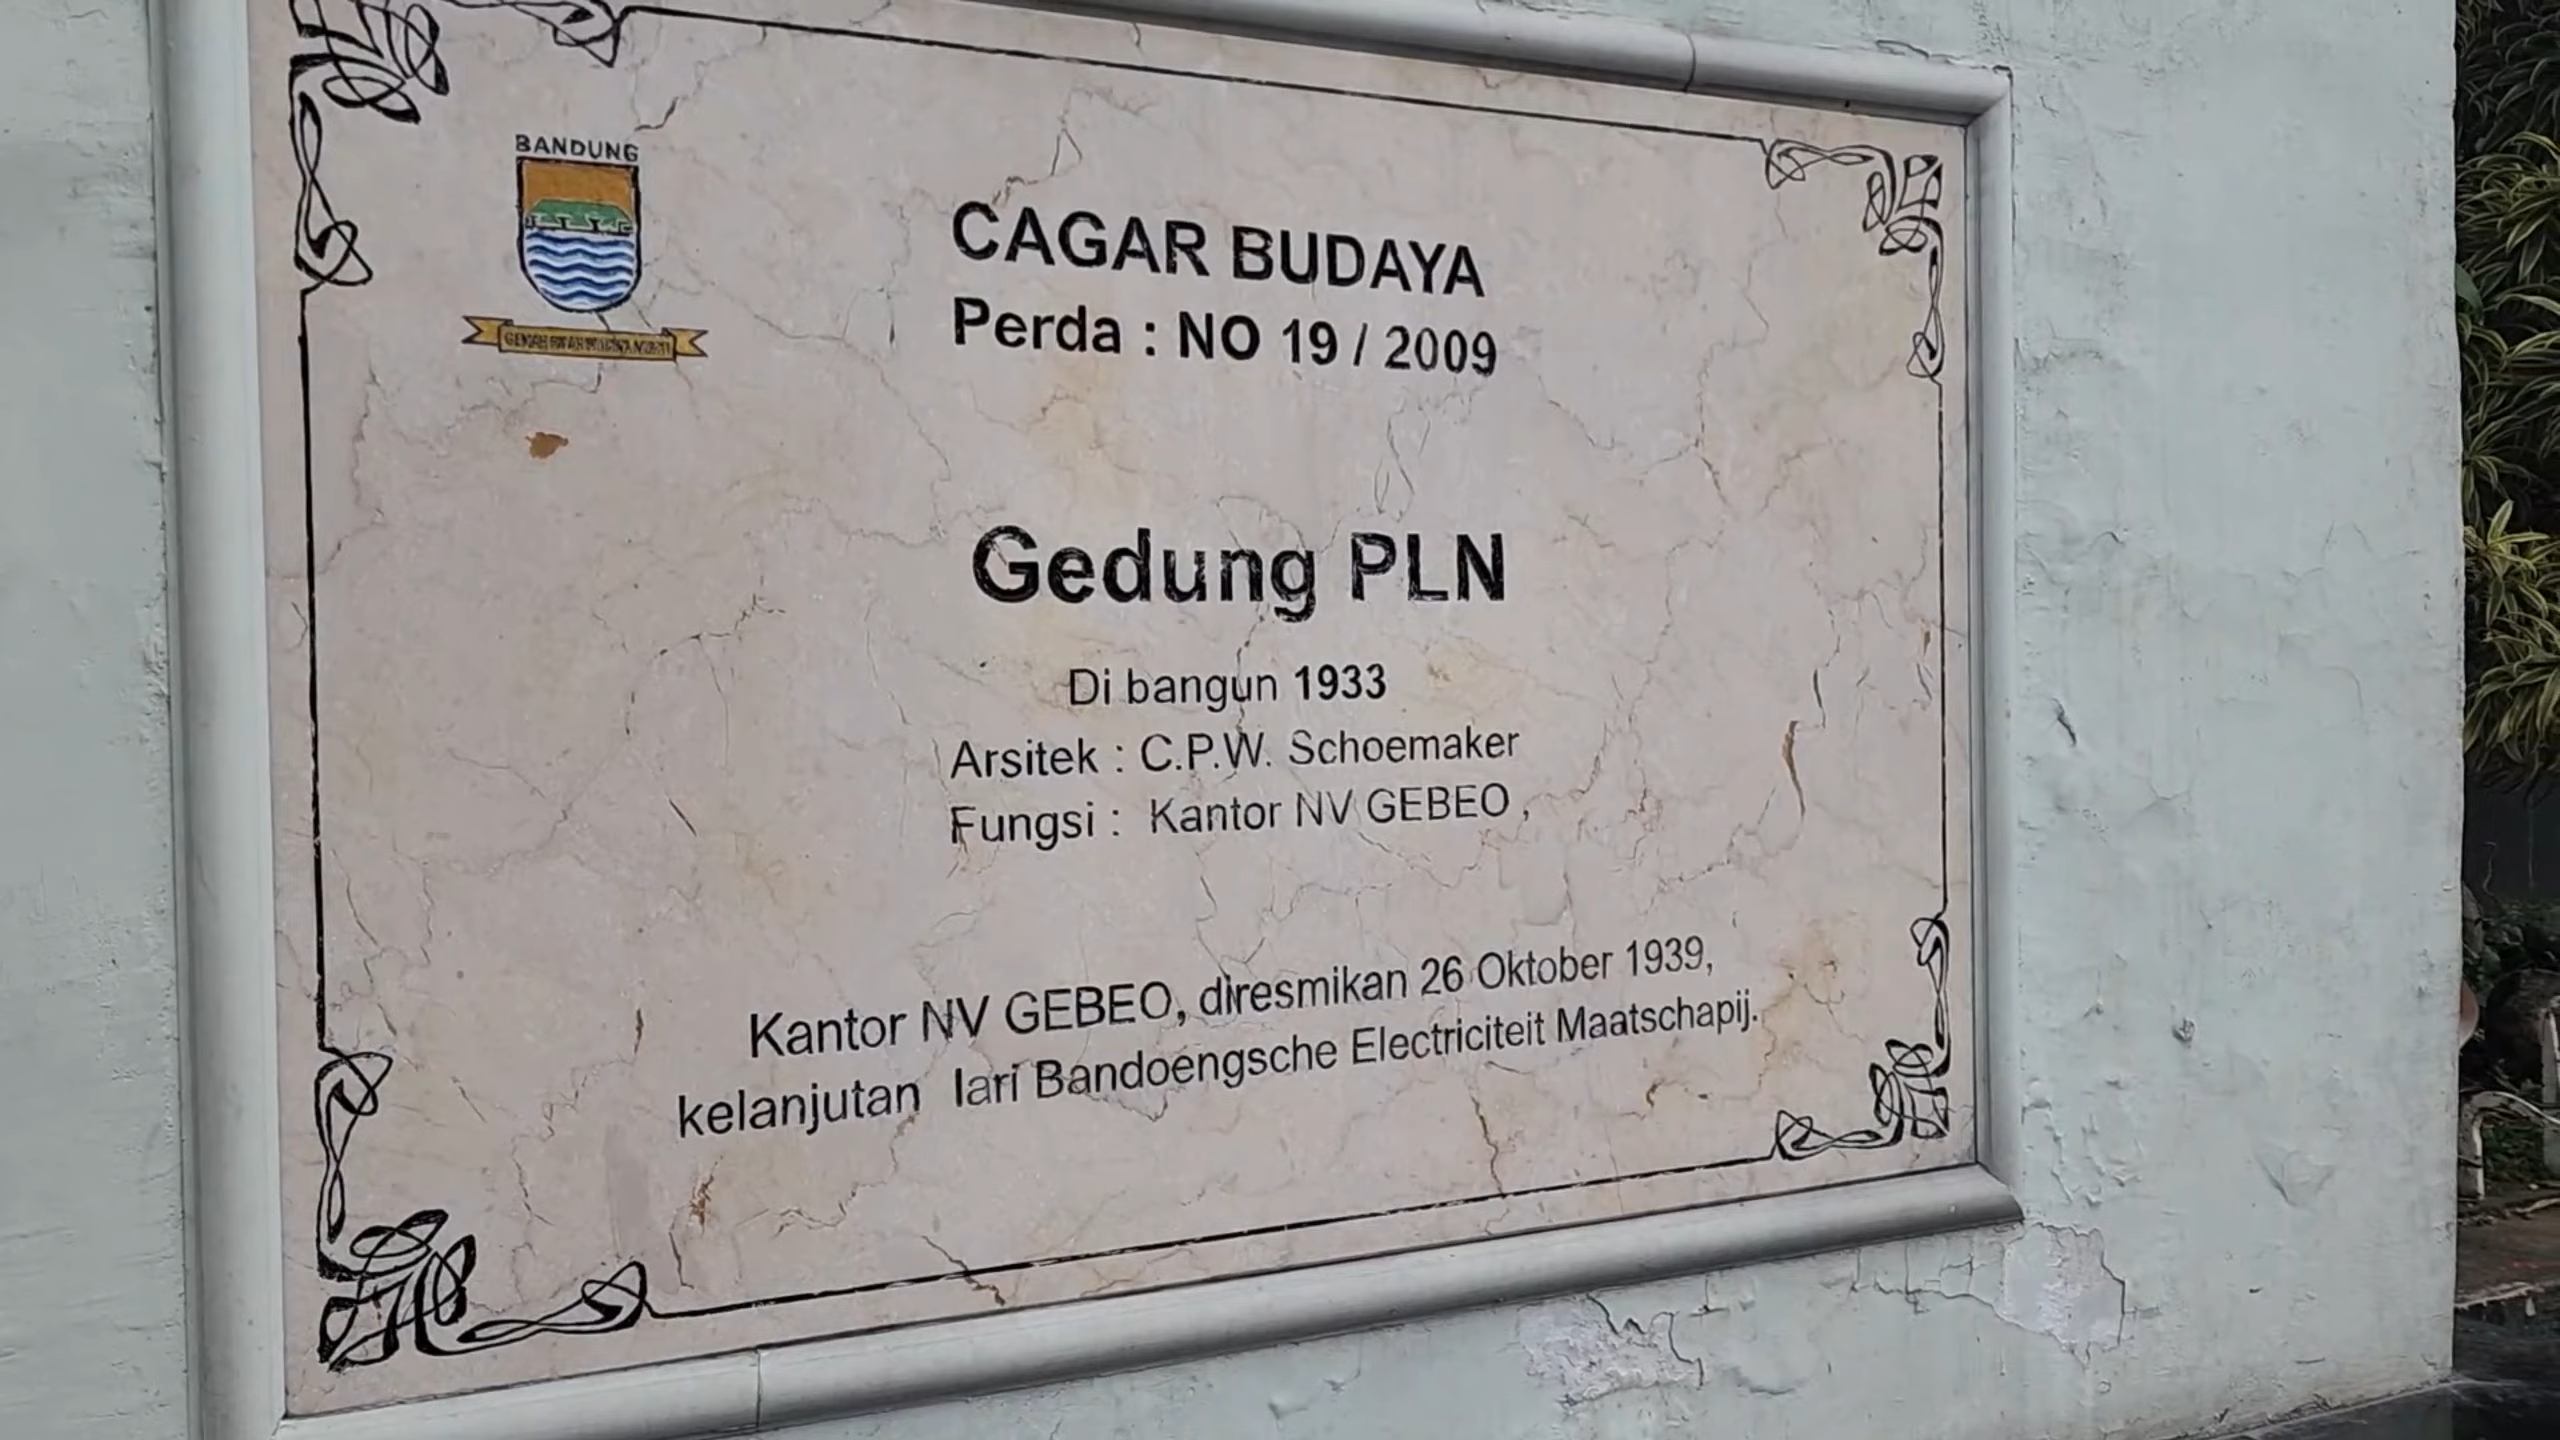 BANDUNG
CAGAR BUDAYA
Perda : NO 19 / 2009
Gedung PLN
Di bangun 1933
Arsitek : C.P.W. Schoemaker
Fungsi : Kantor NV GEBEO ,
Kantor NV GEBEO, diresmikan 26 Oktober 1939,
kelanjutan lari Bandoengsche Electriciteit Maatschapij.